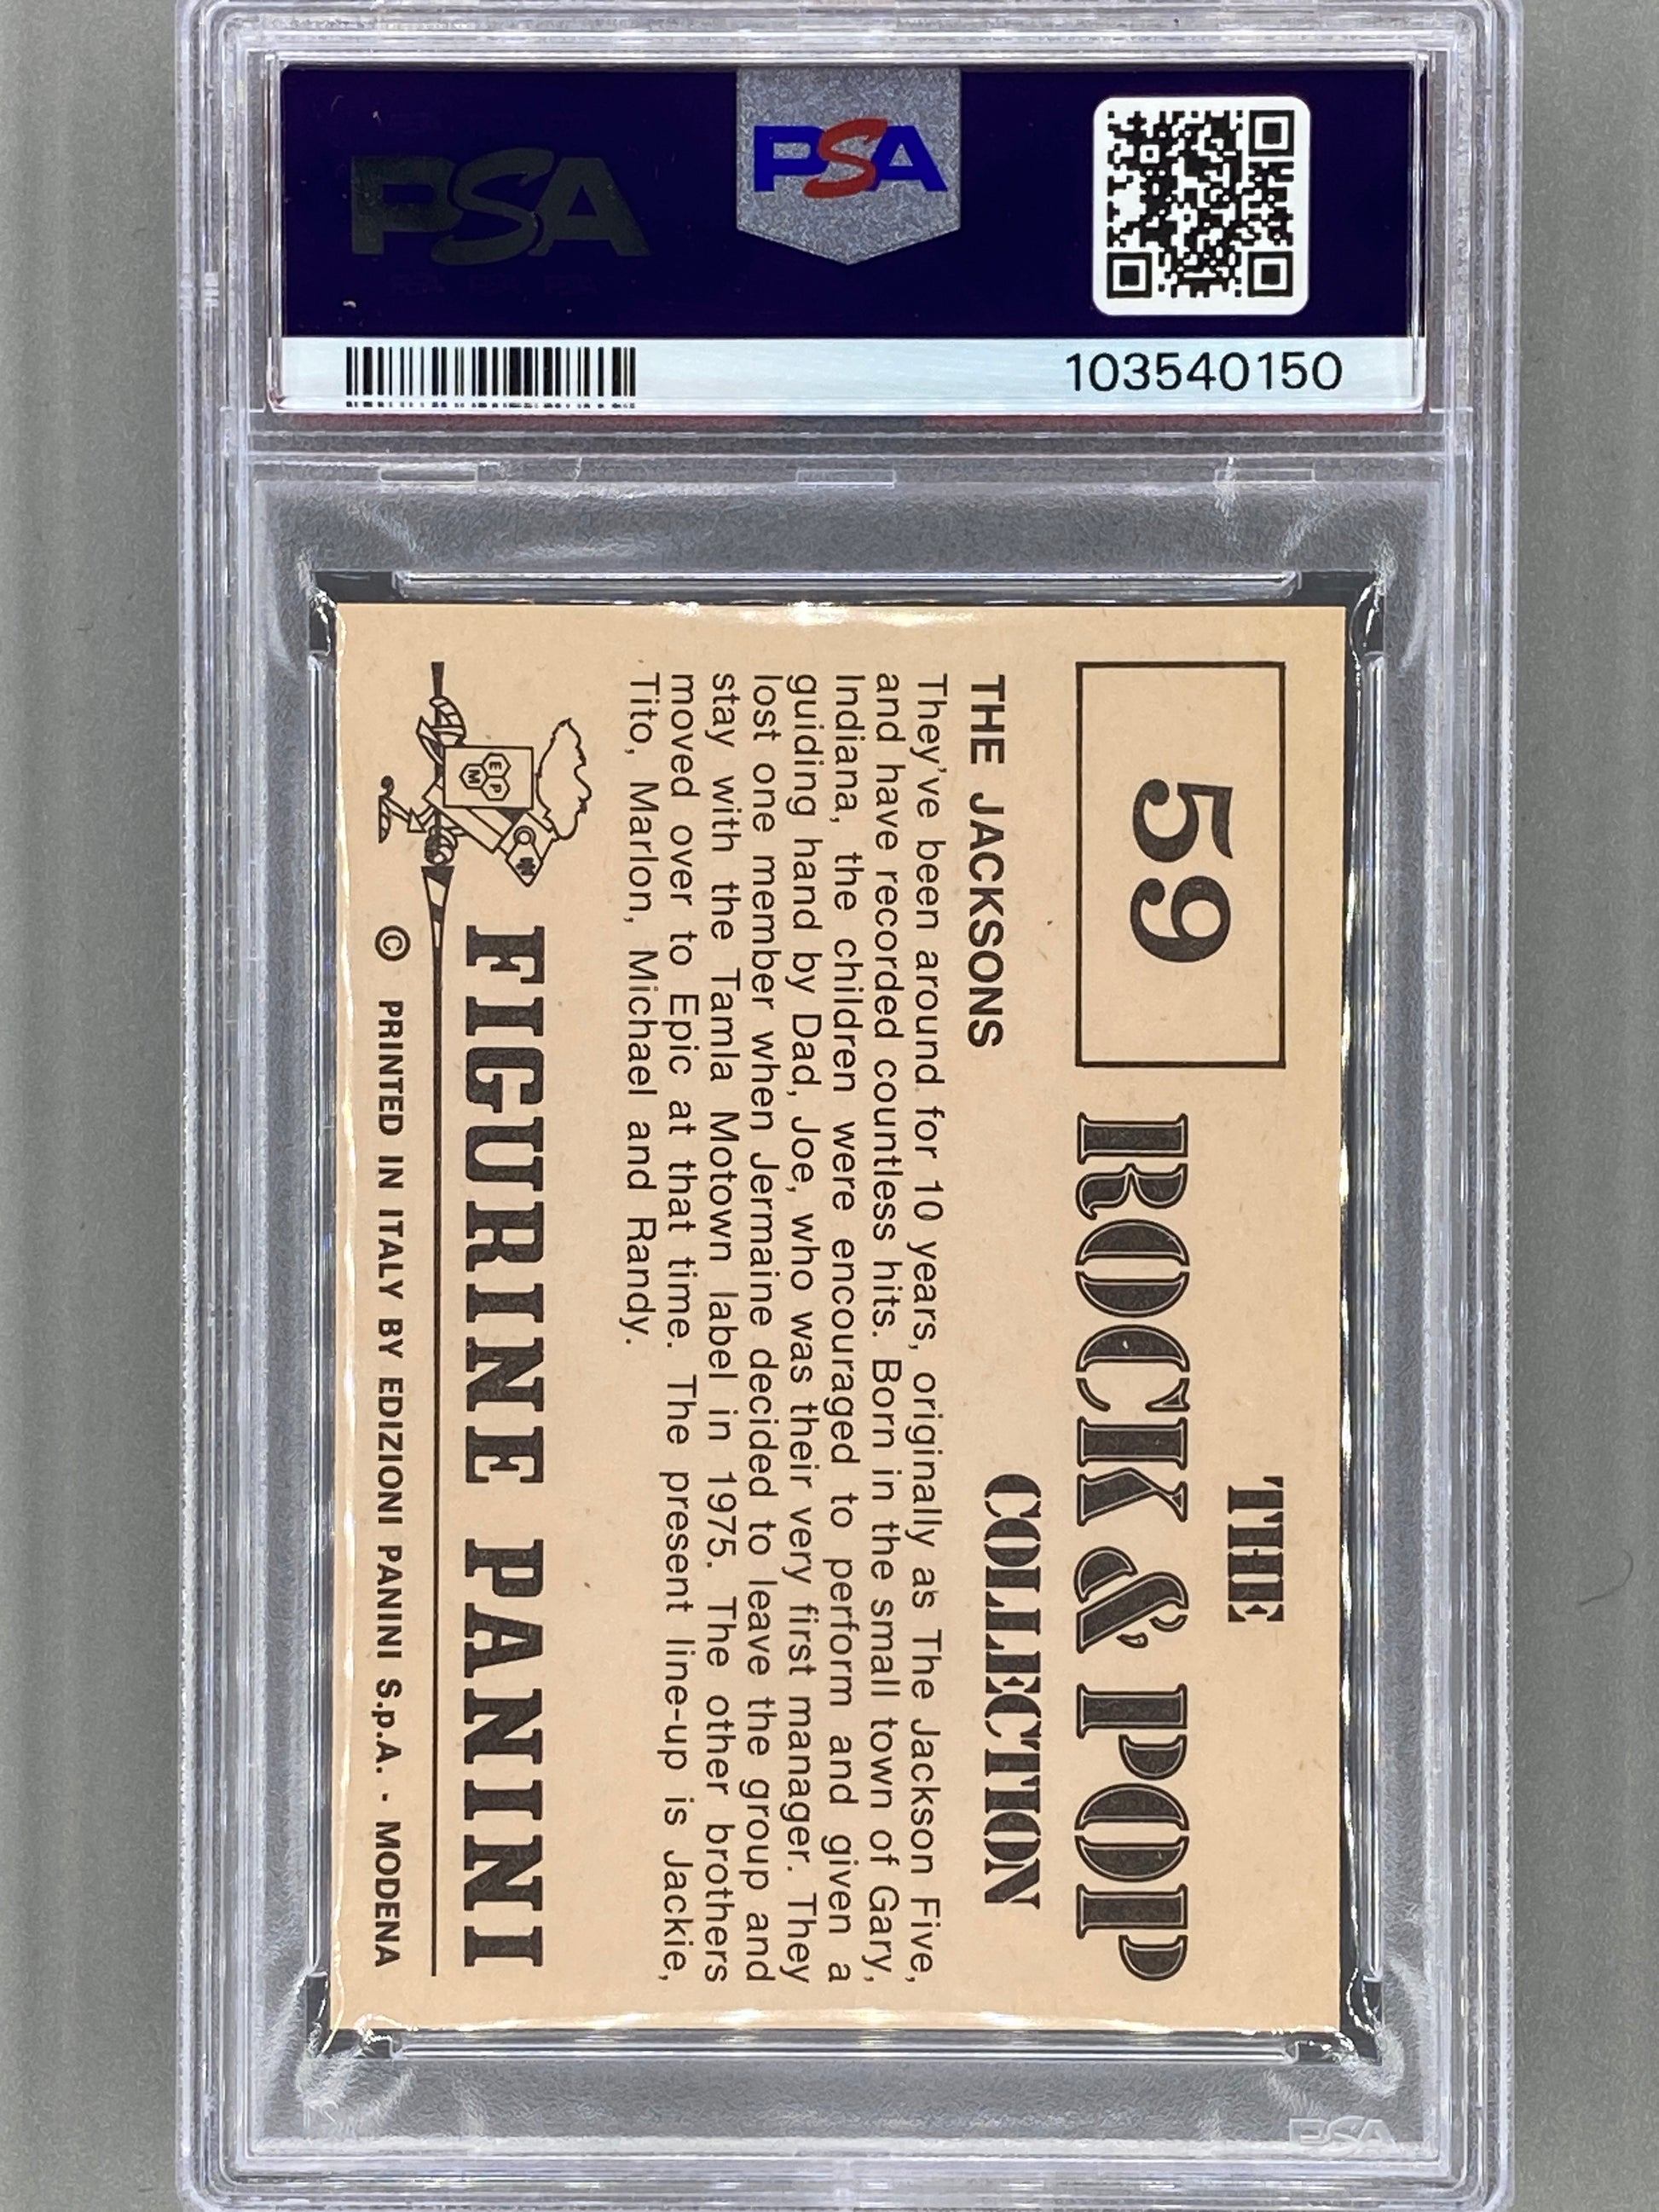 PSA
PSA
103540150
59
THE
ROCK & POP
COLLECTION
THE JACKSONS
They've been around for 10 years, originally as The Jackson Five,
and have recorded countless hits. Born in the small town of Gary,
Indiana, the children were encouraged to perform and given a
guiding hand by Dad, Joe, who was their very first manager. They
lost one member when Jermaine decided to leave the group and
stay with the Tamla Motown label in 1975. The other brothers
moved over to Epic at that time. The present line-up is Jackie,
Tito, Marlon, Michael and Randy.
E P
M
FIGURINE PANINI
© PRINTED IN ITALY BY EDIZIONI PANINI S.p.A. - MODENA
PSA